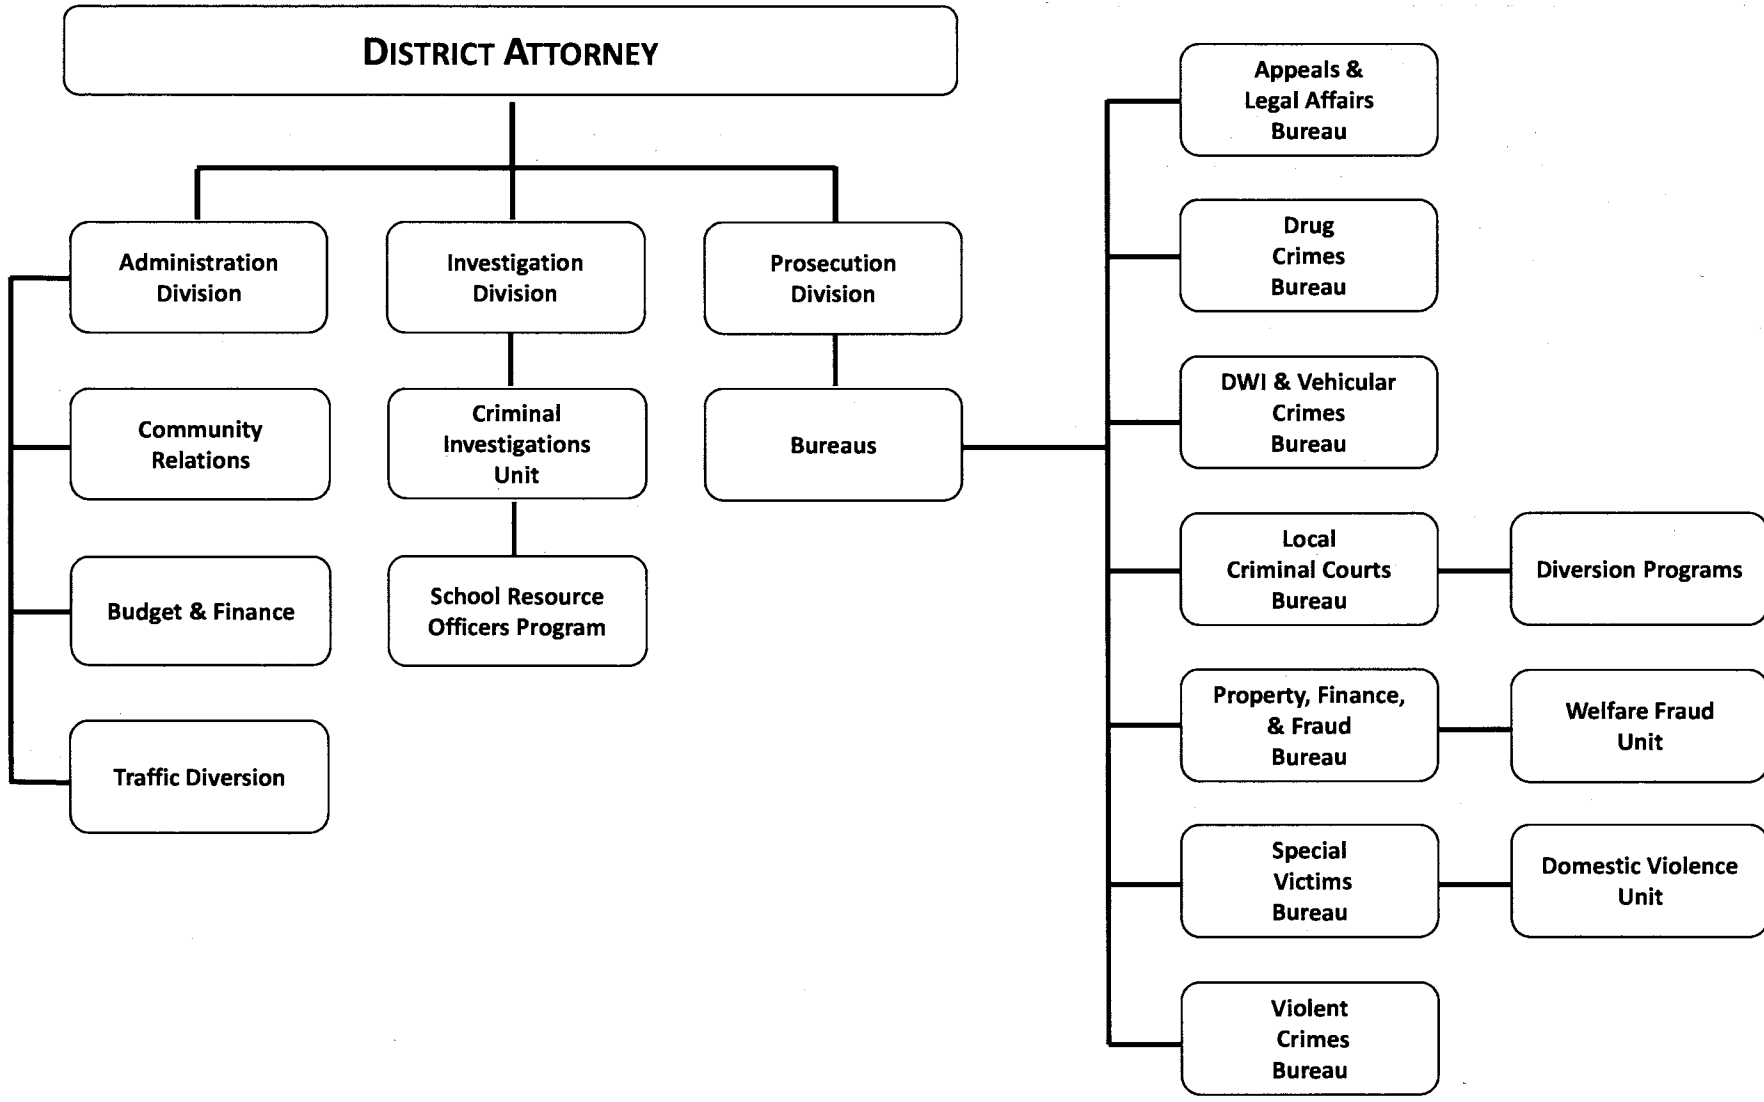 DISTRICT ATTORNEY
Administration
Division
Community
Relations
Budget & Finance
Traffic Diversion
Investigation
Division
Criminal
Investigations
Unit
School Resource
Officers Program
Prosecution
Division
Bureaus
Appeals &
Legal Affairs
Bureau
Drug
Crimes
Bureau
DWI & Vehicular
Crimes
Bureau
Local
Criminal Courts
Bureau
Diversion Programs
Property, Finance,
& Fraud
Bureau
Welfare Fraud
Unit
Special
Victims
Bureau
Domestic Violence
Unit
Violent
Crimes
Bureau